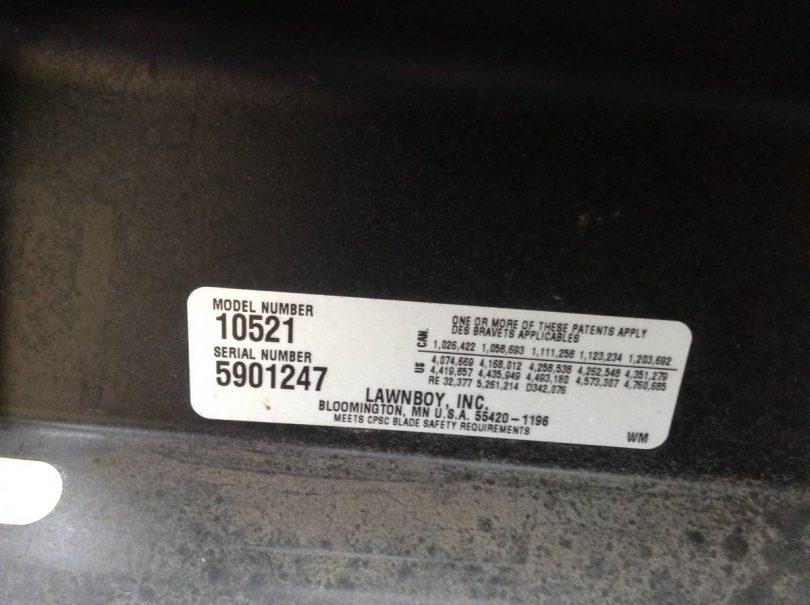 MODEL NUMBER
10521
SERIAL NUMBER
5901247
ONE OR MORE OF THESE PATENTS APPLY
DES BRAVETS APPLICABLES
CAN. 1,026,422 1,058,693 1,111,258 1,123,234 1,203,692
US 4,074,669 4,168,012 4,258,538 4,262,548 4,351,279
4,419,857 4,435,949 4,493,180 4,573,307 4,760,685
RE 32,377 5,261,214 D342,076
LAWNBOY, INC.
BLOOMINGTON, MN U.S.A. 55420-1196
MEETS CPSC BLADE SAFETY REQUIREMENTS
WM